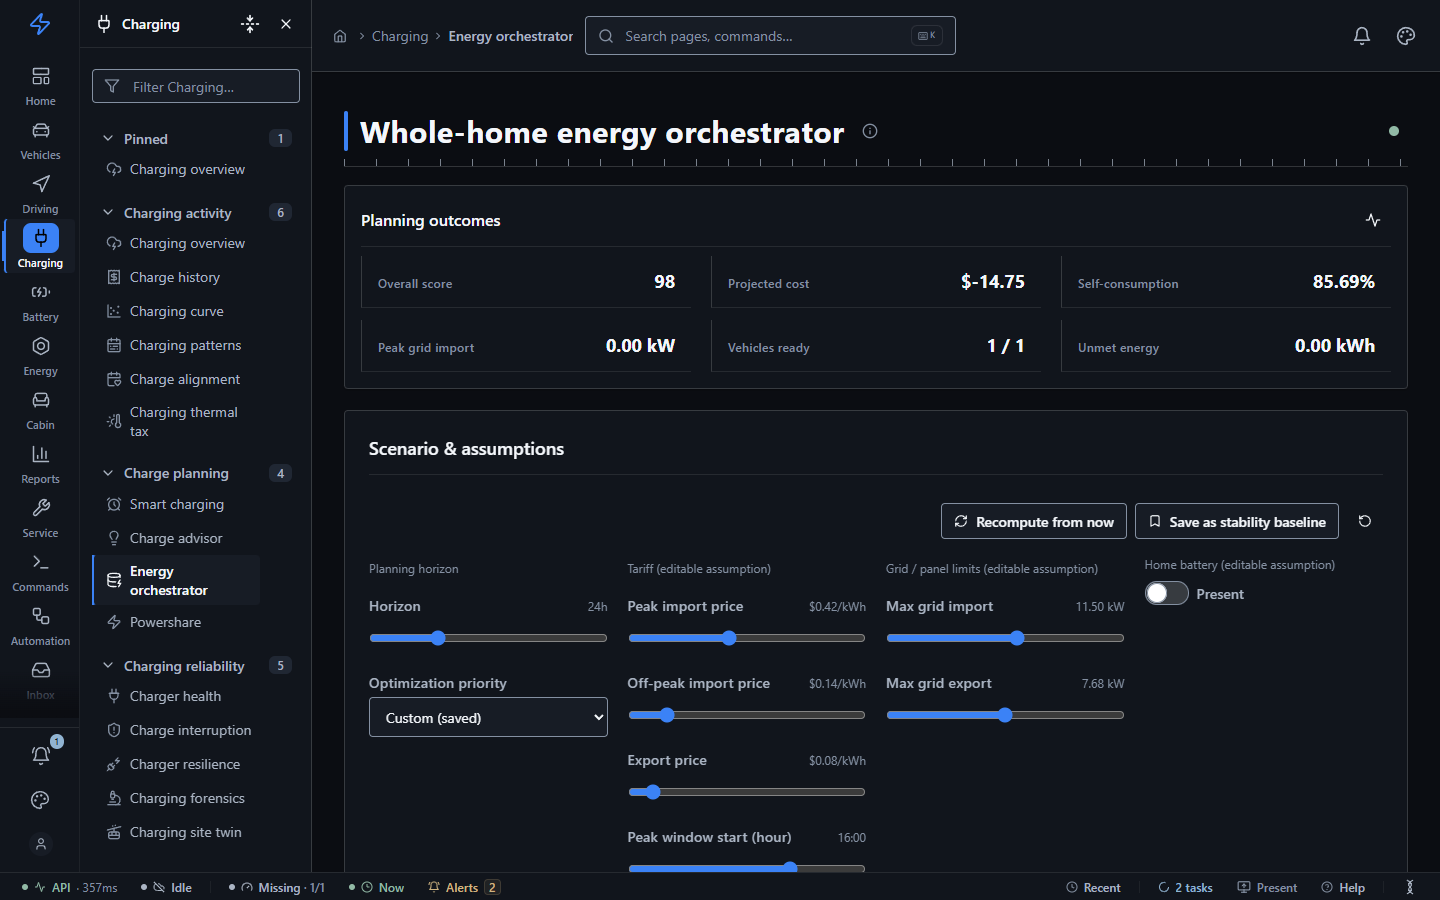 Charging
Charging
Energy orchestrator
Search pages, commands...
K
Home
Vehicles
Driving
Charging
Battery
Energy
Cabin
Reports
Service
Commands
Automation
Inbox
1
Filter Charging...
Pinned
1
Charging overview
Charging activity
6
Charging overview
Charge history
Charging curve
Charging patterns
Charge alignment
Charging thermal
tax
Charge planning
4
Smart charging
Charge advisor
Energy
orchestrator
Powershare
Charging reliability
5
Charger health
Charge interruption
Charger resilience
Charging forensics
Charging site twin
Whole-home energy orchestrator
Planning outcomes
Overall score 98
Projected cost $-14.75
Self-consumption 85.69%
Peak grid import 0.00 kW
Vehicles ready 1 / 1
Unmet energy 0.00 kWh
Scenario & assumptions
Recompute from now
Save as stability baseline
Planning horizon
Horizon 24h
Optimization priority
Custom (saved)
Tariff (editable assumption)
Peak import price $0.42/kWh
Off-peak import price $0.14/kWh
Export price $0.08/kWh
Peak window start (hour) 16:00
Grid / panel limits (editable assumption)
Max grid import 11.50 kW
Max grid export 7.68 kW
Home battery (editable assumption)
Present
API · 357ms
Idle
Missing · 1/1
Now
Alerts 2
Recent
2 tasks
Present
Help